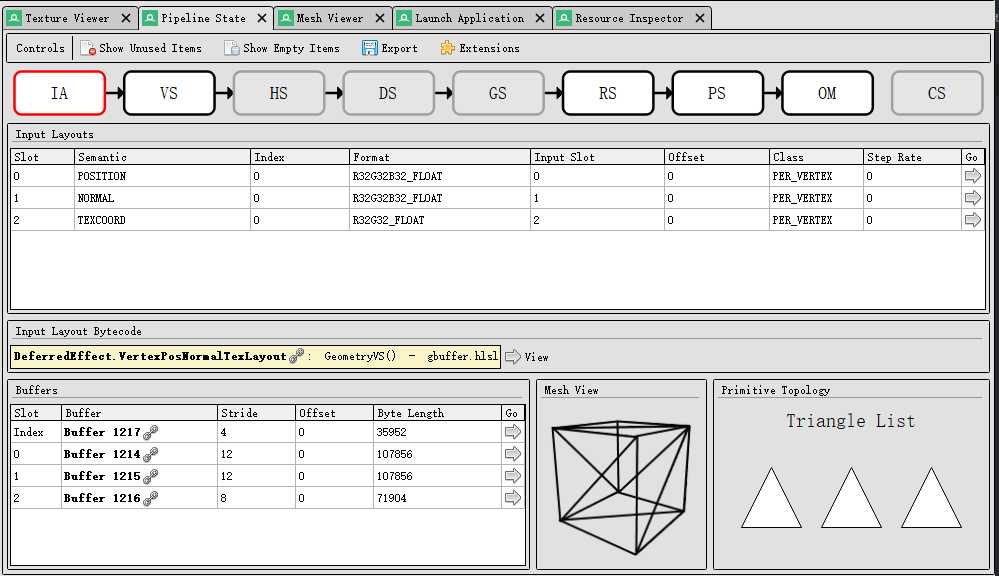 Texture Viewer Pipeline State Mesh Viewer Launch Application Resource Inspector
Controls Show Unused Items Show Empty Items Export Extensions
IA VS HS DS GS RS PS OM CS
Input Layouts
Slot Semantic Index Format Input Slot Offset Class Step Rate Go
0 POSITION 0 R32G32B32_FLOAT 0 0 PER_VERTEX 0
1 NORMAL 0 R32G32B32_FLOAT 1 0 PER_VERTEX 0
2 TEXCOORD 0 R32G32_FLOAT 2 0 PER_VERTEX 0
Input Layout Bytecode
DeferredEffect.VertexPosNormalTexLayout : GeometryVS() - gbuffer.hlsl View
Buffers
Slot Buffer Stride Offset Byte Length Go
Index Buffer 1217 4 0 35952
0 Buffer 1214 12 0 107856
1 Buffer 1215 12 0 107856
2 Buffer 1216 8 0 71904
Mesh View
Primitive Topology
Triangle List